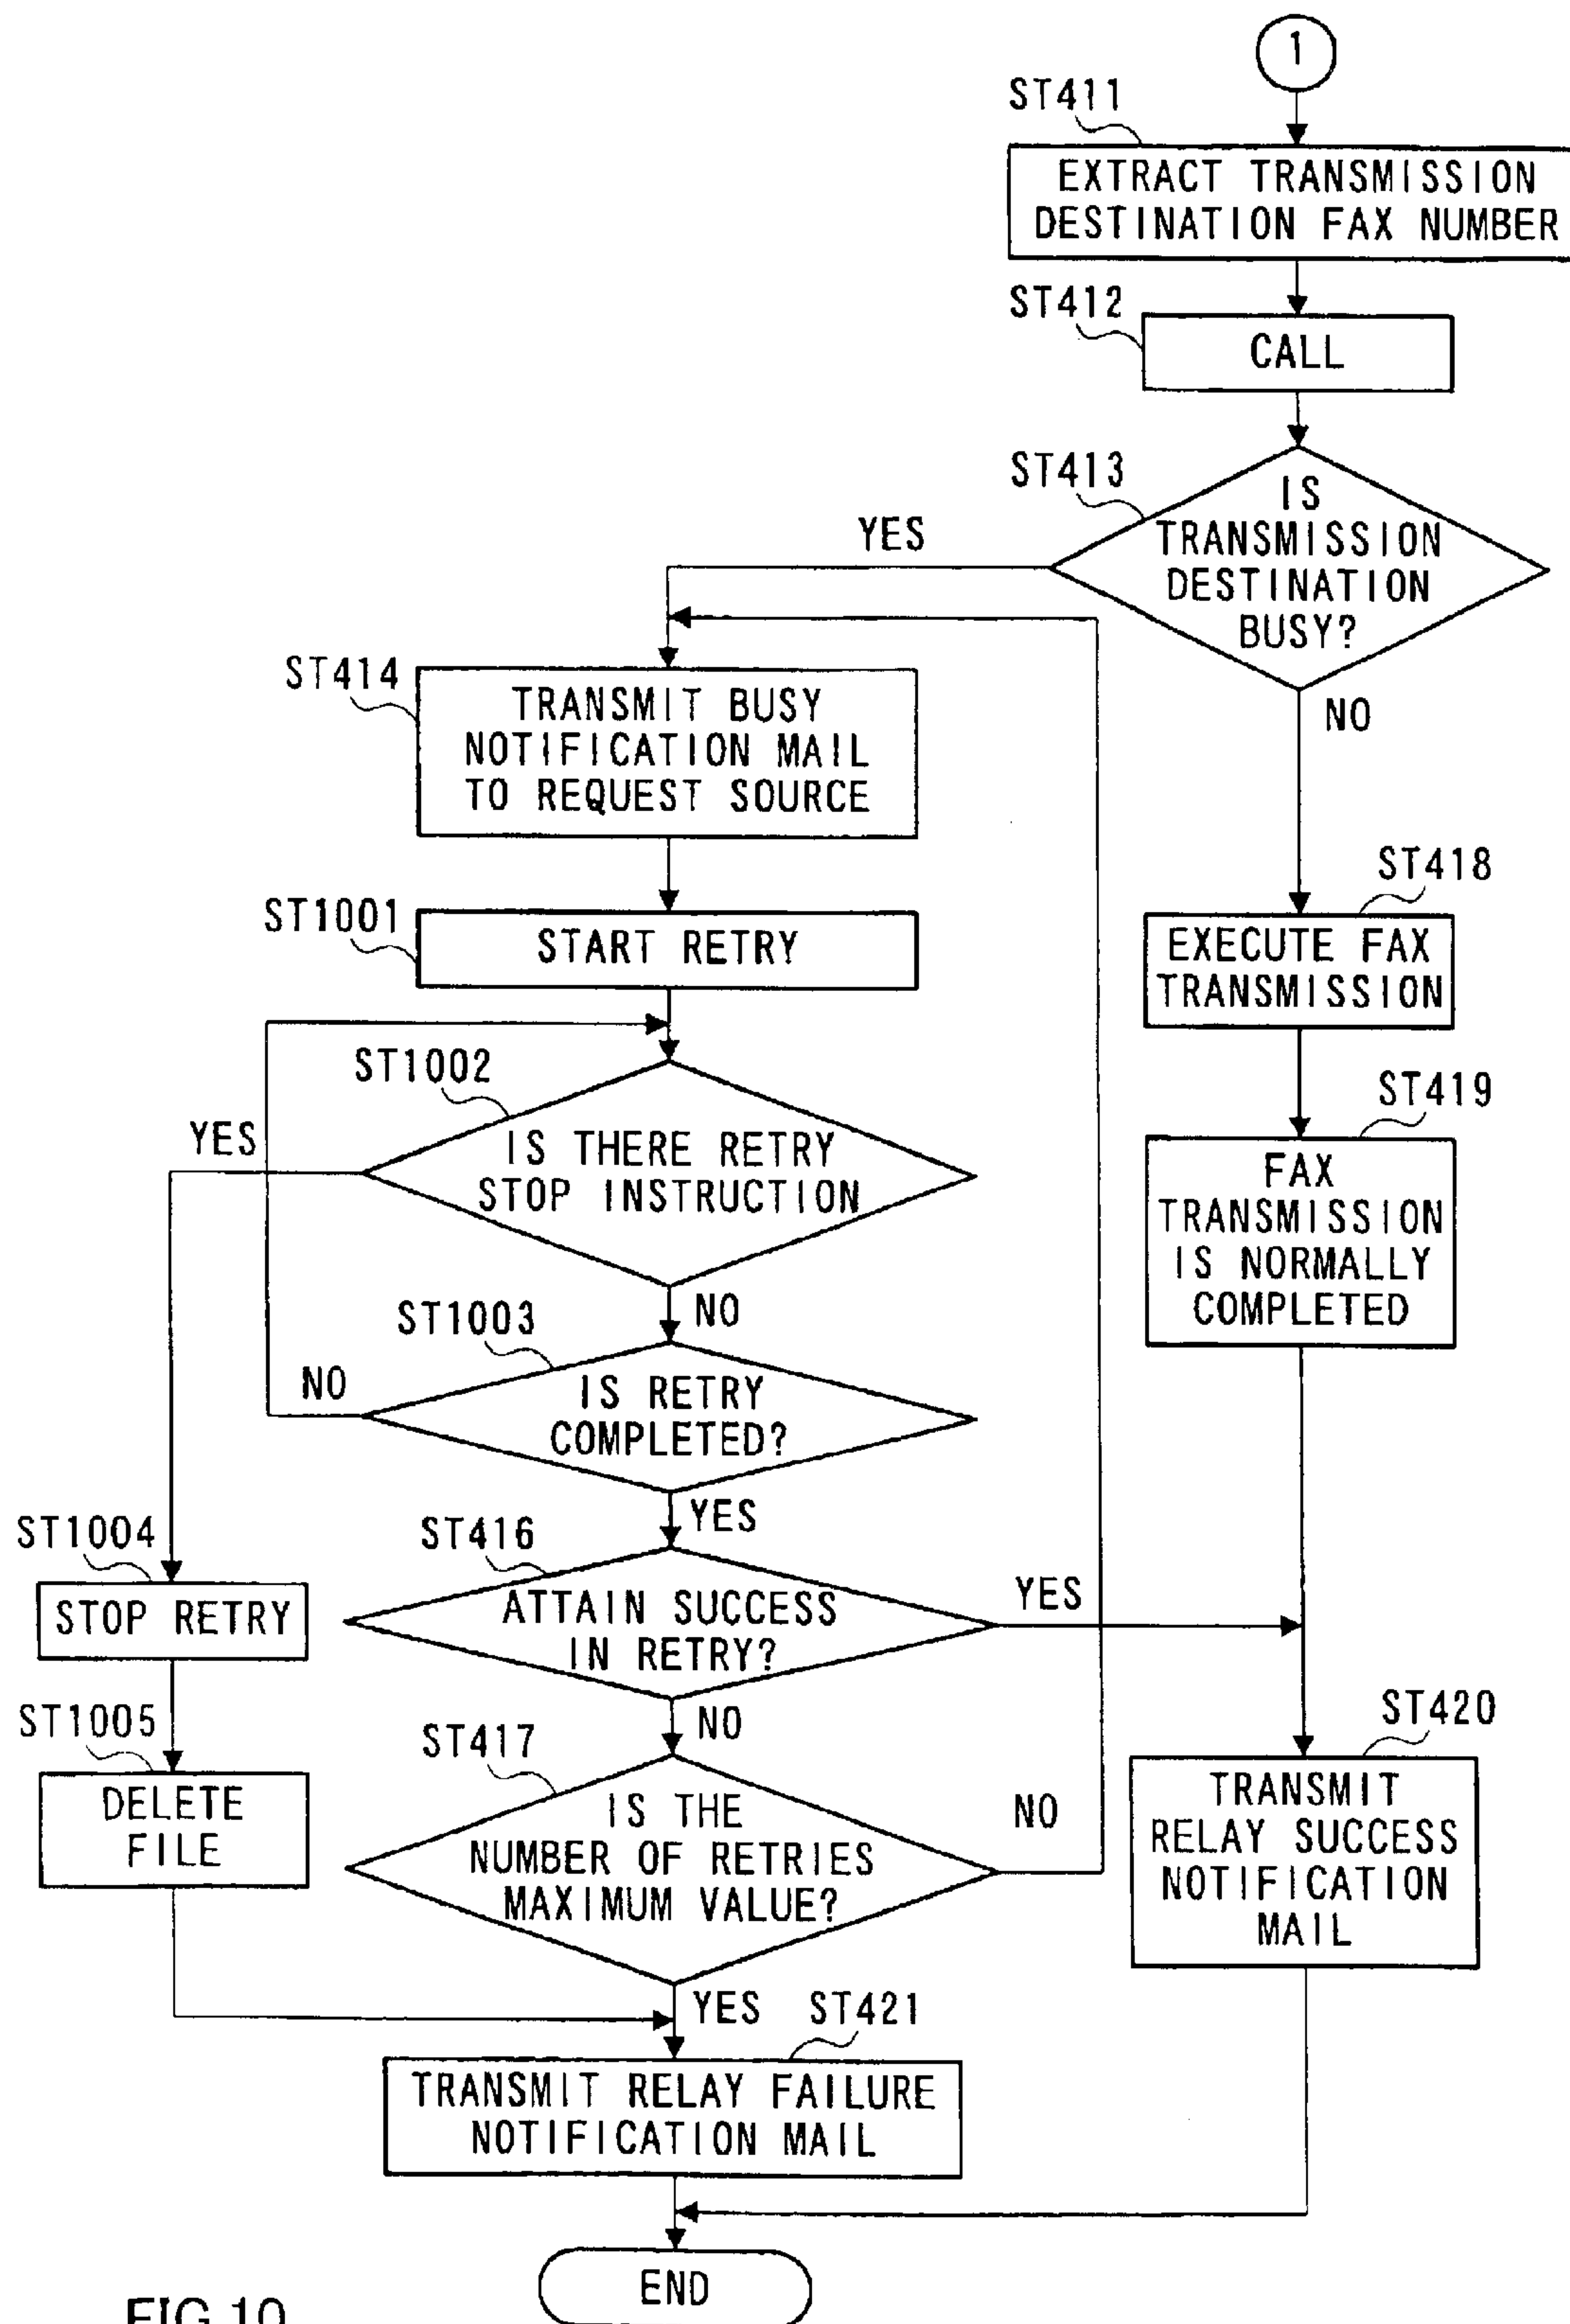 1
ST411
EXTRACT TRANSMISSION
DESTINATION FAX NUMBER
ST412
CALL
ST413
IS
TRANSMISSION
DESTINATION
BUSY?
YES
NO
ST414
TRANSMIT BUSY
NOTIFICATION MAIL
TO REQUEST SOURCE
ST1001
START RETRY
ST418
EXECUTE FAX
TRANSMISSION
ST1002
IS THERE RETRY
STOP INSTRUCTION
YES
NO
ST419
FAX
TRANSMISSION
IS NORMALLY
COMPLETED
ST1003
IS RETRY
COMPLETED?
NO
YES
ST1004
STOP RETRY
ST416
ATTAIN SUCCESS
IN RETRY?
YES
NO
ST1005
DELETE
FILE
ST417
IS THE
NUMBER OF RETRIES
MAXIMUM VALUE?
NO
YES
ST420
TRANSMIT
RELAY SUCCESS
NOTIFICATION
MAIL
ST421
TRANSMIT RELAY FAILURE
NOTIFICATION MAIL
END
FIG.10